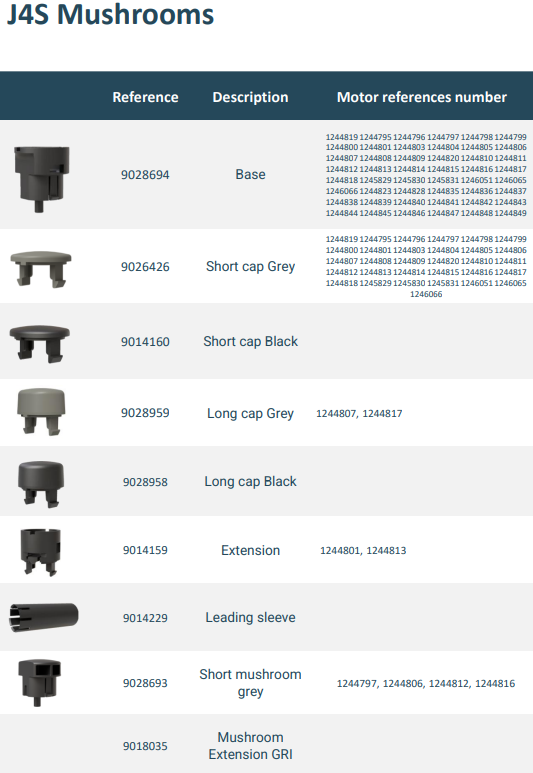 J4S Mushrooms
Reference Description Motor references number
9028694 Base
1244819 1244795 1244796 1244797 1244798 1244799
1244800 1244801 1244803 1244804 1244805 1244806
1244807 1244808 1244809 1244820 1244810 1244811
1244812 1244813 1244814 1244815 1244816 1244817
1244818 1245829 1245830 1245831 1246051 1246065
1246066 1244823 1244828 1244835 1244836 1244837
1244838 1244839 1244840 1244841 1244842 1244843
1244844 1244845 1244846 1244847 1244848 1244849
9026426 Short cap Grey
1244819 1244795 1244796 1244797 1244798 1244799
1244800 1244801 1244803 1244804 1244805 1244806
1244807 1244808 1244809 1244820 1244810 1244811
1244812 1244813 1244814 1244815 1244816 1244817
1244818 1245829 1245830 1245831 1246051 1246065
1246066
9014160 Short cap Black
9028959 Long cap Grey 1244807, 1244817
9028958 Long cap Black
9014159 Extension 1244801, 1244813
9014229 Leading sleeve
9028693 Short mushroom
grey
1244797, 1244806, 1244812, 1244816
9018035 Mushroom
Extension GRI